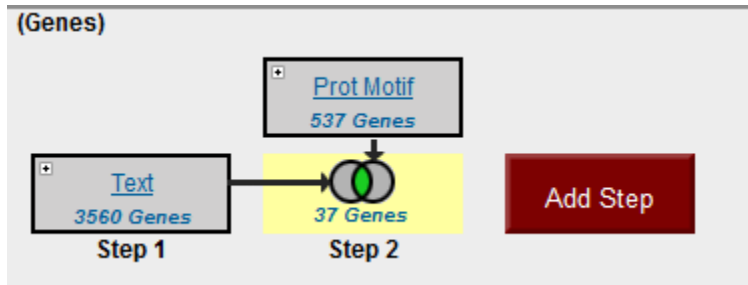 (Genes)
Prot Motif
537 Genes
Text
3560 Genes
Step 1
37 Genes
Step 2
Add Step